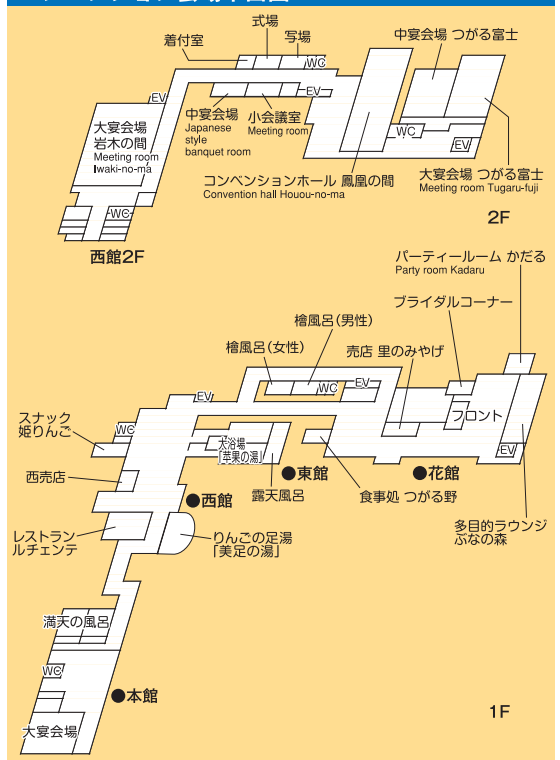 式場
着付室
写場
WC
中宴会場 つがる富士
EV
EV
大宴会場
岩木の間
Meeting room
Iwaki-no-ma
中宴会場
Japanese
style
banquet room
小会議室
Meeting room
WC
EV
コンベンションホール 鳳凰の間
Convention hall Houou-no-ma
大宴会場 つがる富士
Meeting room Tugaru-fuji
WC
2F
西館2F
パーティールーム かだる
Party room Kadaru
ブライダルコーナー
檜風呂(男性)
檜風呂(女性)
売店 里のみやげ
WC
EV
EV
フロント
スナック
姫りんご
WC
大浴場
「苹果の湯」
EV
西売店
●東館
●花館
露天風呂
食事処 つがる野
●西館
多目的ラウンジ
ぶなの森
レストラン
ルチェンテ
りんごの足湯
「美足の湯」
満天の風呂
WC
●本館
大宴会場
1F